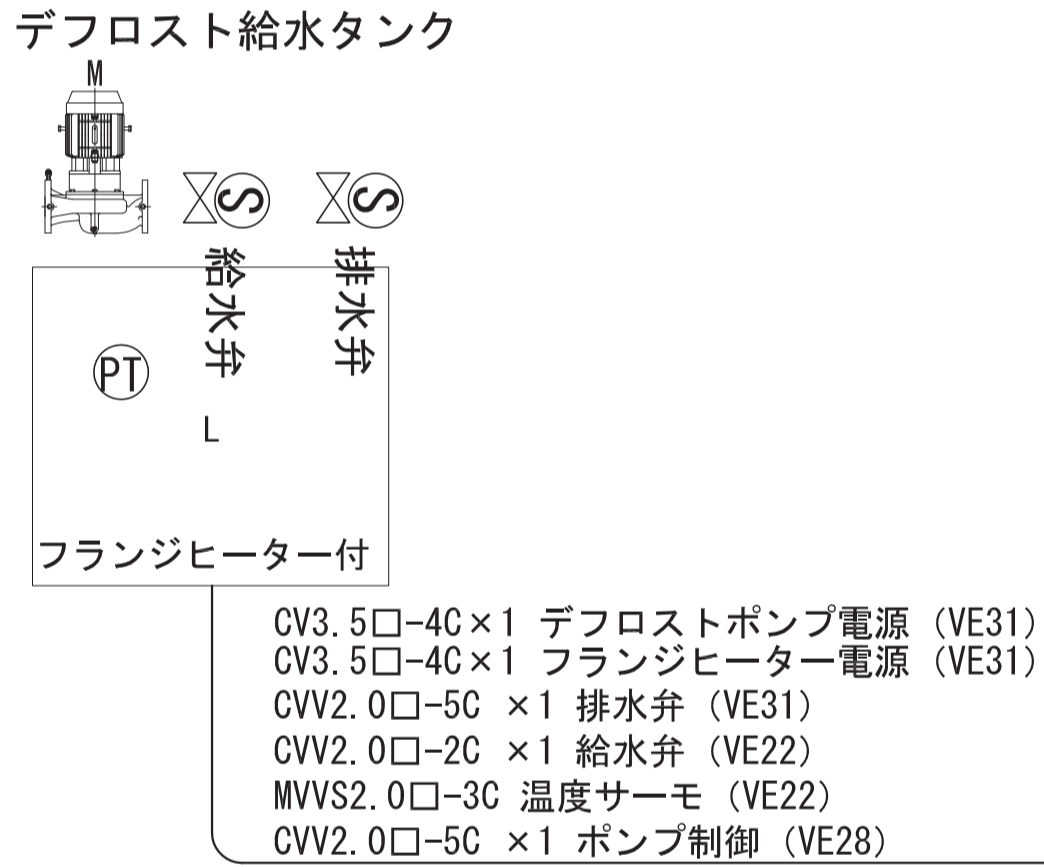 デフロスト給水タンク
M
S
S
給水弁
排水弁
PT
L
フランジヒーター付
CV3.5□-4C×1 デフロストポンプ電源 (VE31)
CV3.5□-4C×1 フランジヒーター電源 (VE31)
CVV2.0□-5C ×1 排水弁 (VE31)
CVV2.0□-2C ×1 給水弁 (VE22)
MVVS2.0□-3C 温度サーモ (VE22)
CVV2.0□-5C ×1 ポンプ制御 (VE28)